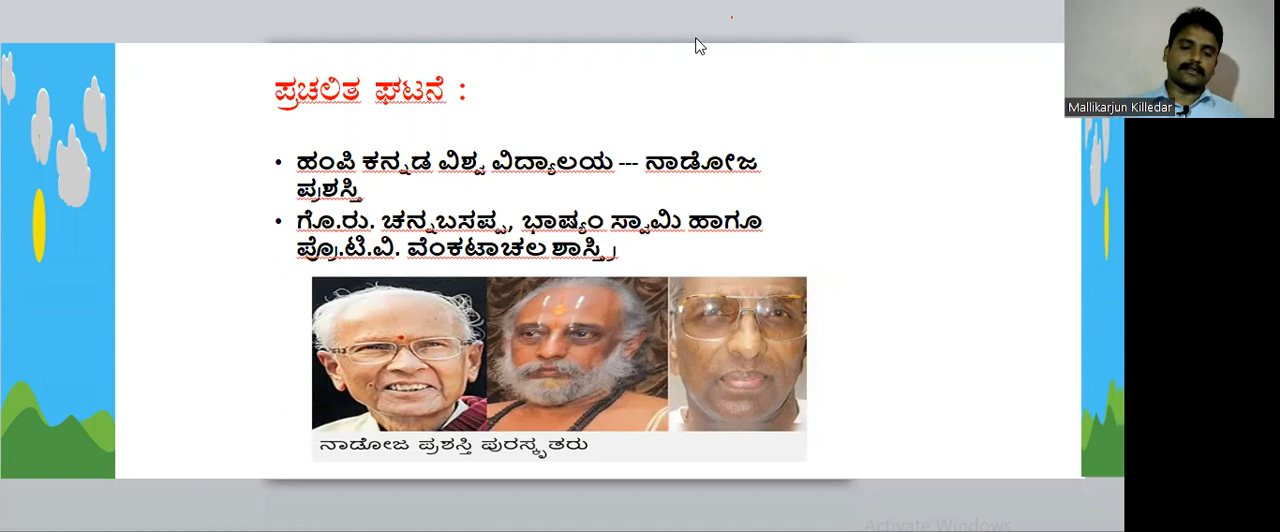 ಪ್ರಚಲಿತ ಘಟನೆ :
Mallikarjun Killedar
• ಹಂಪಿ ಕನ್ನಡ ವಿಶ್ವ ವಿದ್ಯಾಲಯ --- ನಾಡೋಜ
ಪ್ರಶಸ್ತಿ
• ಗೊ.ರು. ಚನ್ನಬಸಪ್ಪ, ಭಾಷ್ಯಂ ಸ್ವಾಮಿ ಹಾಗೂ
ಪ್ರೊ.ಟಿ.ವಿ. ವೆಂಕಟಾಚಲ ಶಾಸ್ತ್ರಿ
ನಾಡೋಜ ಪ್ರಶಸ್ತಿ ಪುರಸ್ಕೃತರು
Activate Windows